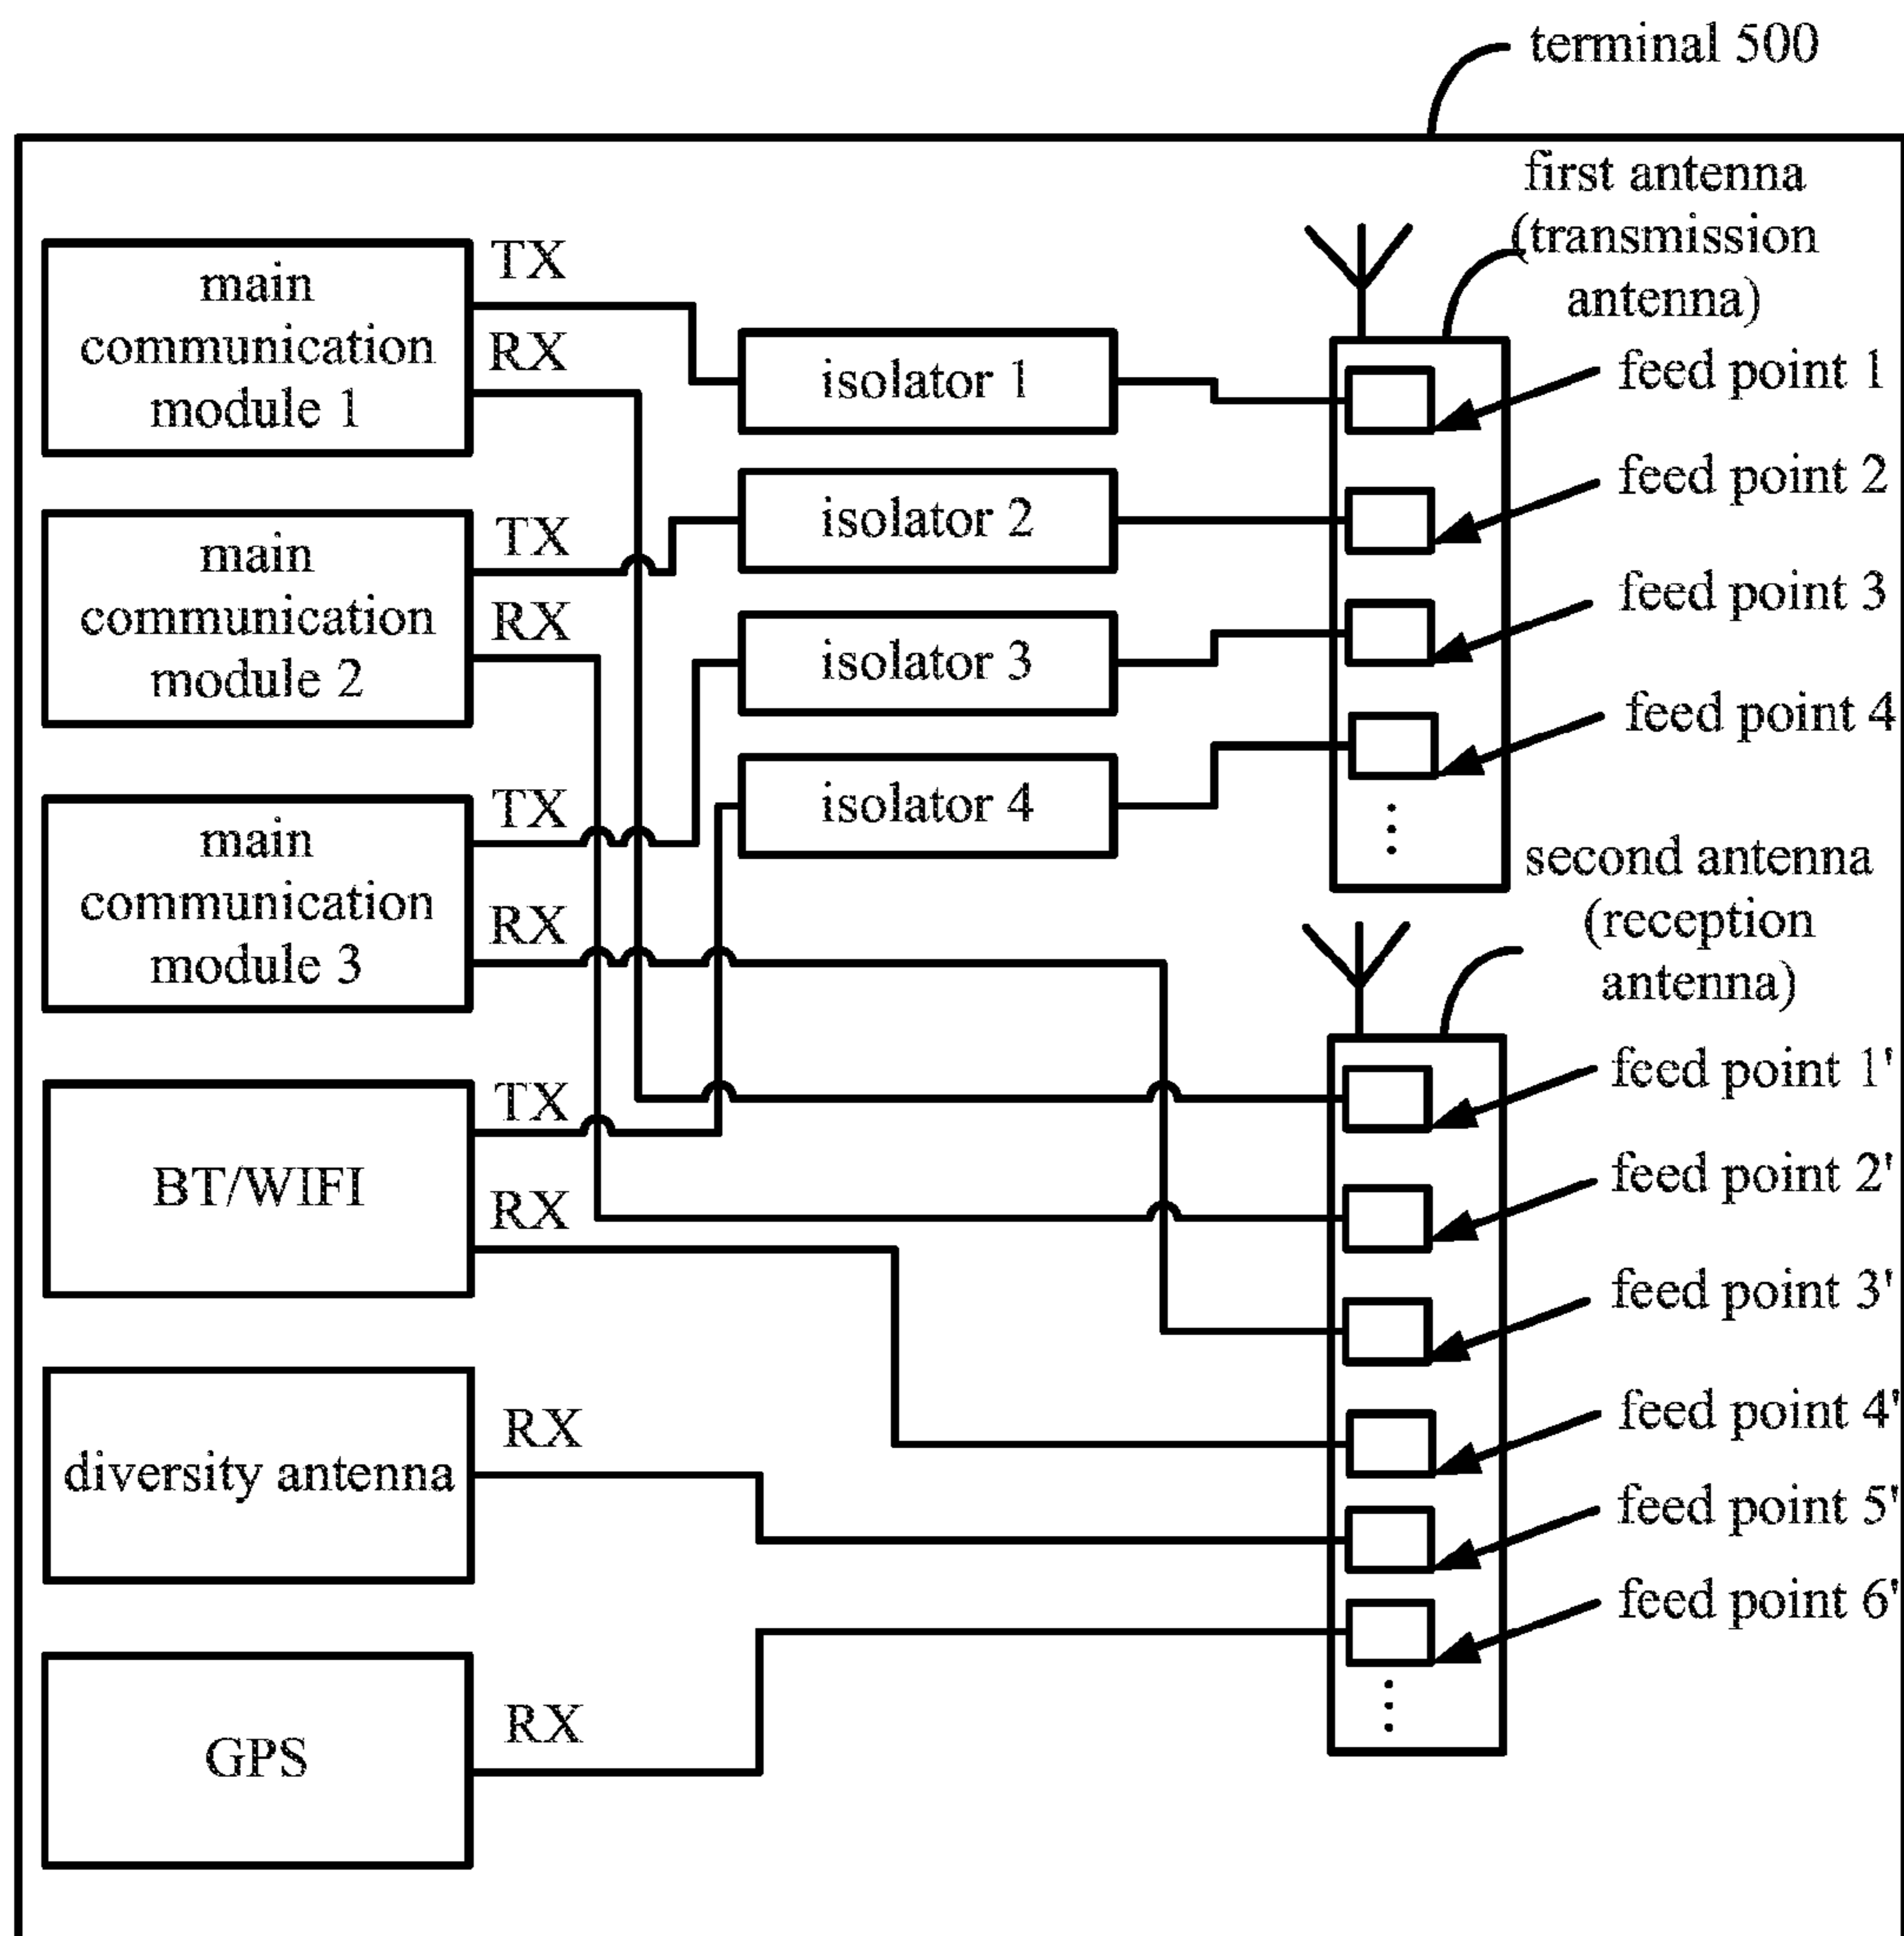 terminal 500
first antenna
(transmission
antenna)
main
communication
module 1
TX
RX
isolator 1
feed point 1
main
communication
module 2
TX
RX
isolator 2
feed point 2
isolator 3
feed point 3
main
communication
module 3
TX
RX
isolator 4
feed point 4
second antenna
(reception
antenna)
BT/WIFI
TX
RX
feed point 1'
feed point 2'
feed point 3'
diversity antenna
RX
feed point 4'
feed point 5'
GPS
RX
feed point 6'